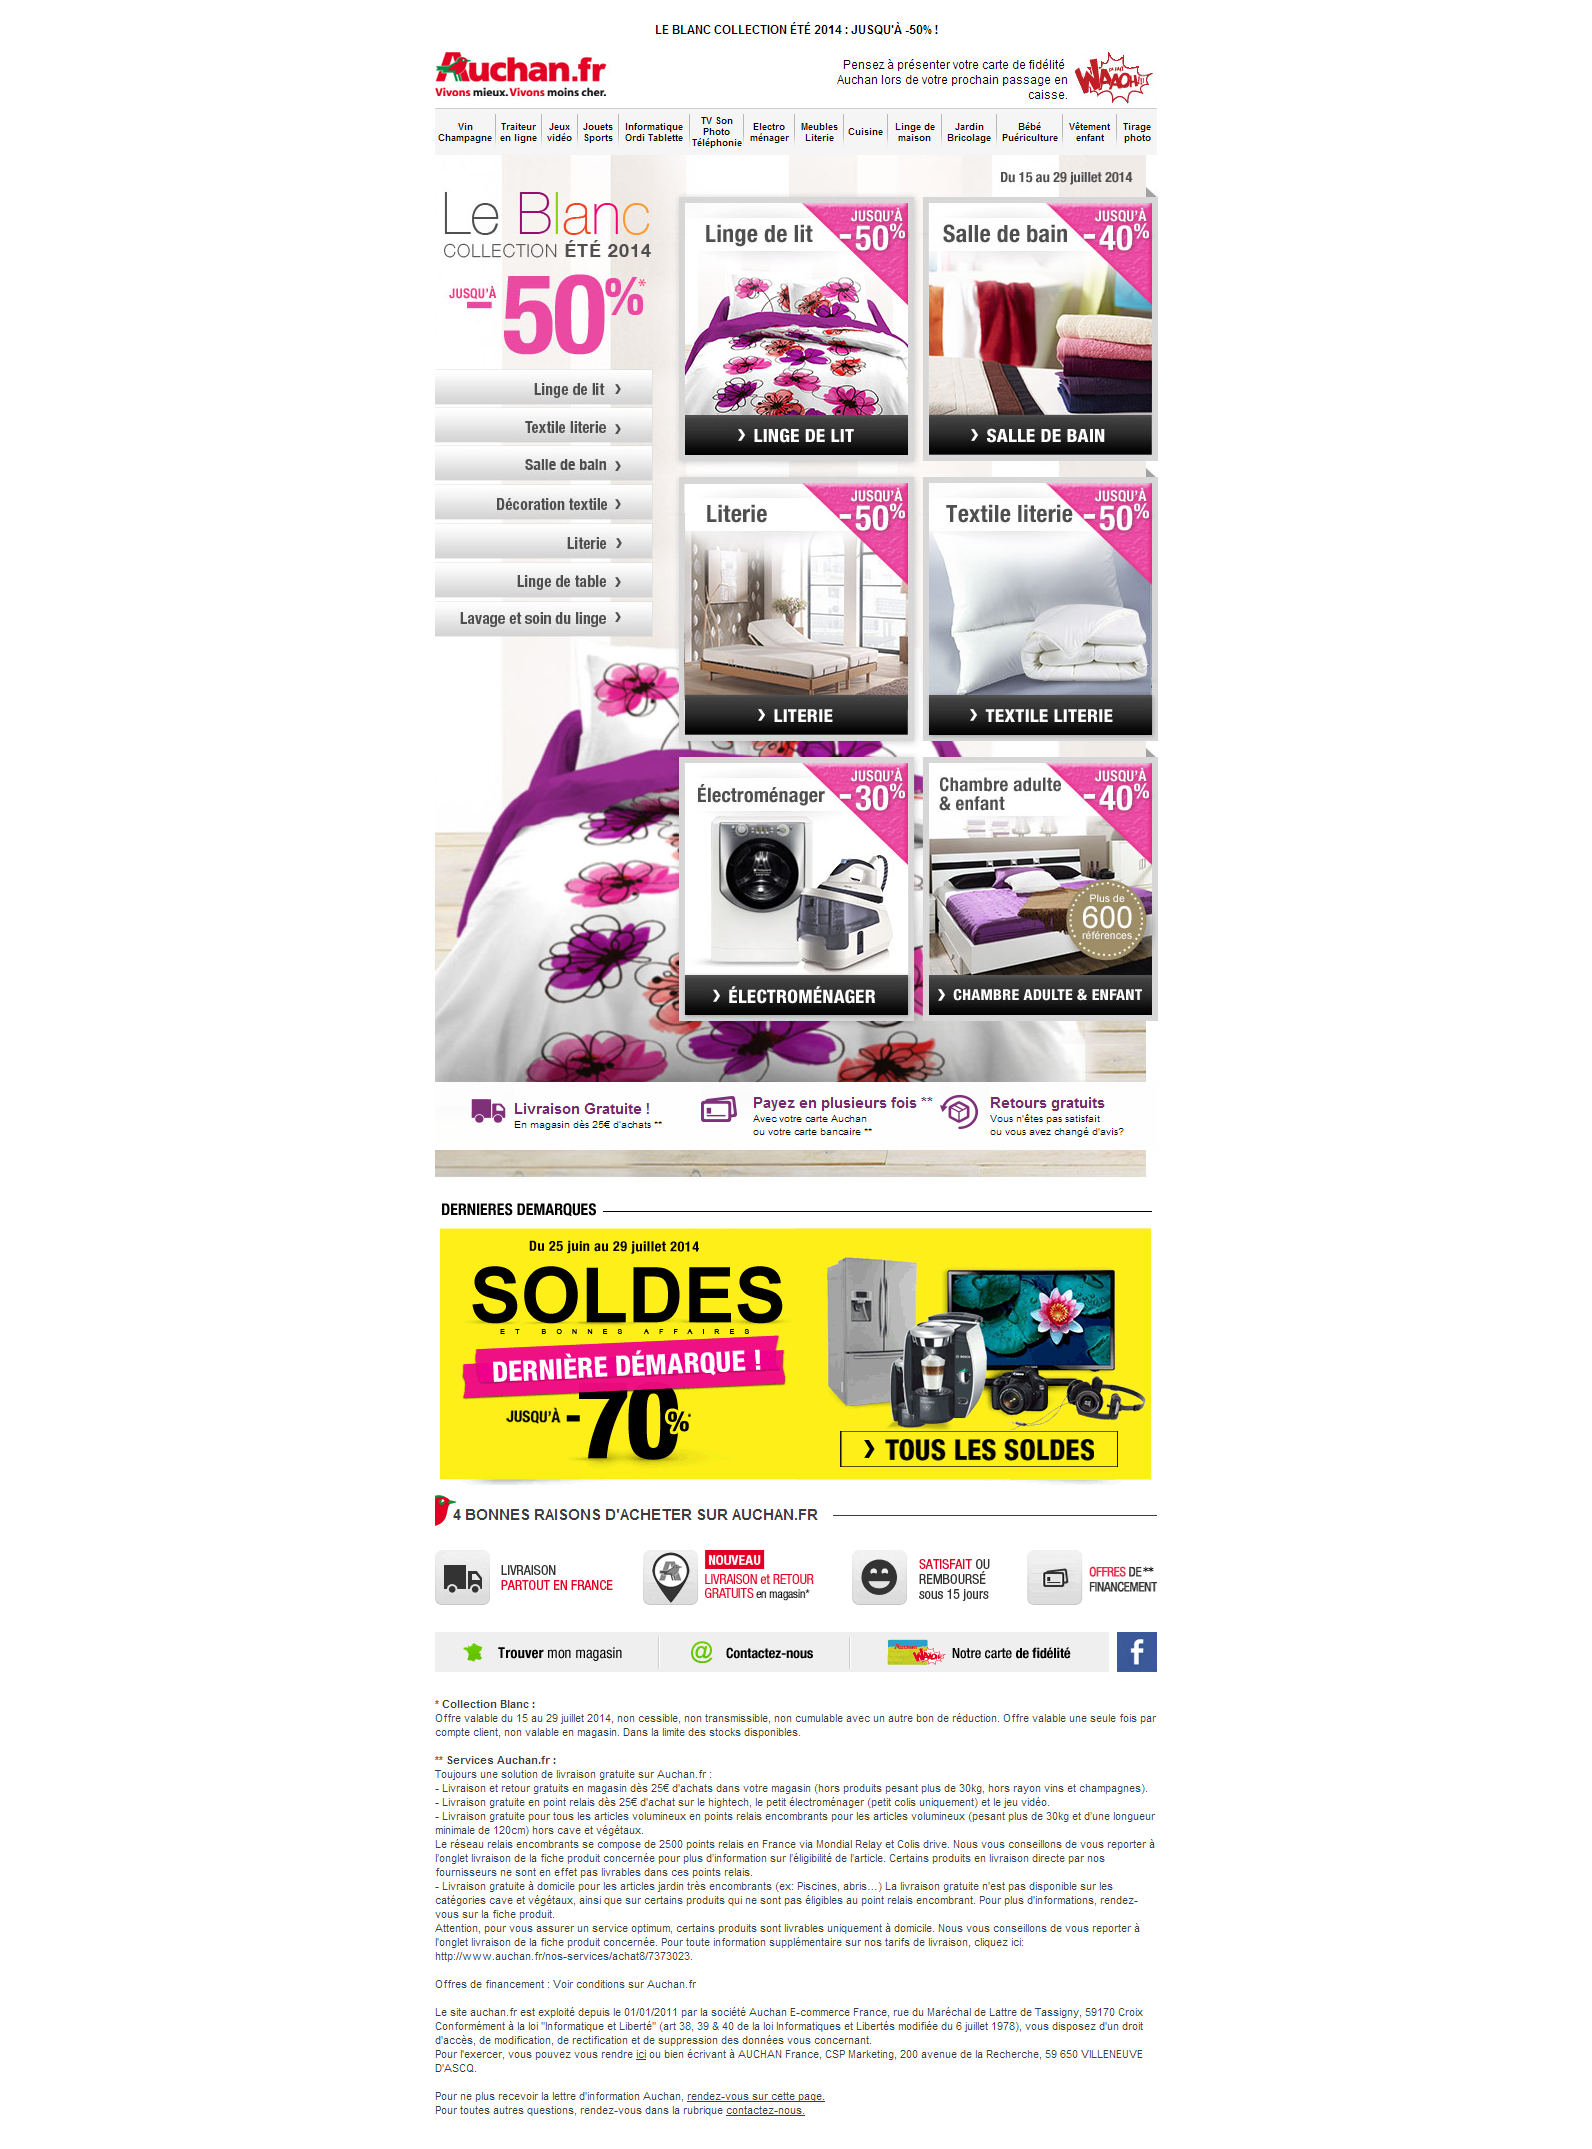 LE BLANC COLLECTION ÉTÉ 2014 : JUSQU'À -50% !
Auchan.fr
Vivons mieux. Vivons moins cher.
Pensez à présenter votre carte de fidélité
Auchan lors de votre prochain passage en
caisse.
WAAOH
Vin
Champagne
Traiteur
en ligne
Jeux
vidéo
Jouets
Sports
Informatique
Ordi Tablette
TV Son
Photo
Téléphonie
Electro
ménager
Meubles
Literie
Cuisine
Linge de
maison
Jardin
Bricolage
Bébé
Puériculture
Vêtement
enfant
Tirage
photo
Du 15 au 29 juillet 2014
Le Blanc
COLLECTION ÉTÉ 2014
JUSQU'À
-50%*
Linge de lit ›
Textile literie ›
Salle de bain ›
Décoration textile ›
Literie ›
Linge de table ›
Lavage et soin du linge ›
Linge de lit
JUSQU'À
-50%
› LINGE DE LIT
Salle de bain
JUSQU'À
-40%
› SALLE DE BAIN
Literie
JUSQU'À
-50%
› LITERIE
Textile literie
JUSQU'À
-50%
› TEXTILE LITERIE
Électroménager
JUSQU'À
-30%
› ÉLECTROMÉNAGER
Chambre adulte
& enfant
JUSQU'À
-40%
Plus de
600
références
› CHAMBRE ADULTE & ENFANT
Livraison Gratuite !
En magasin dès 25€ d'achats **
Payez en plusieurs fois **
Avec votre carte Auchan
ou votre carte bancaire **
Retours gratuits
Vous n'êtes pas satisfait
ou vous avez changé d'avis?
DERNIERES DEMARQUES
Du 25 juin au 29 juillet 2014
SOLDES
ET BONNES AFFAIRES
DERNIÈRE DÉMARQUE !
JUSQU'À -70%*
› TOUS LES SOLDES
4 BONNES RAISONS D'ACHETER SUR AUCHAN.FR
LIVRAISON
PARTOUT EN FRANCE
NOUVEAU
LIVRAISON et RETOUR
GRATUITS en magasin*
SATISFAIT OU
REMBOURSÉ
sous 15 jours
OFFRES DE**
FINANCEMENT
Trouver mon magasin
@ Contactez-nous
Auchan WAAOH Notre carte de fidélité
f
* Collection Blanc :
Offre valable du 15 au 29 juillet 2014, non cessible, non transmissible, non cumulable avec un autre bon de réduction. Offre valable une seule fois par
compte client, non valable en magasin. Dans la limite des stocks disponibles.
** Services Auchan.fr :
Toujours une solution de livraison gratuite sur Auchan.fr :
- Livraison et retour gratuits en magasin dès 25€ d'achats dans votre magasin (hors produits pesant plus de 30kg, hors rayon vins et champagnes).
- Livraison gratuite en point relais dès 25€ d'achat sur le hightech, le petit électroménager (petit colis uniquement) et le jeu vidéo.
- Livraison gratuite pour tous les articles volumineux en points relais encombrants pour les articles volumineux (pesant plus de 30kg et d'une longueur
minimale de 120cm) hors cave et végétaux.
Le réseau relais encombrants se compose de 2500 points relais en France via Mondial Relay et Colis drive. Nous vous conseillons de vous reporter à
l'onglet livraison de la fiche produit concernée pour plus d'information sur l'éligibilité de l'article. Certains produits en livraison directe par nos
fournisseurs ne sont en effet pas livrables dans ces points relais.
- Livraison gratuite à domicile pour les articles jardin très encombrants (ex: Piscines, abris...) La livraison gratuite n'est pas disponible sur les
catégories cave et végétaux, ainsi que sur certains produits qui ne sont pas éligibles au point relais encombrant. Pour plus d'informations, rendez-
vous sur la fiche produit.
Attention, pour vous assurer un service optimum, certains produits sont livrables uniquement à domicile. Nous vous conseillons de vous reporter à
l'onglet livraison de la fiche produit concernée. Pour toute information supplémentaire sur nos tarifs de livraison, cliquez ici:
http://www.auchan.fr/nos-services/achat8/7373023.
Offres de financement : Voir conditions sur Auchan.fr
Le site auchan.fr est exploité depuis le 01/01/2011 par la société Auchan E-commerce France, rue du Maréchal de Lattre de Tassigny, 59170 Croix
Conformément à la loi "Informatique et Liberté" (art 38, 39 & 40 de la loi Informatiques et Libertés modifiée du 6 juillet 1978), vous disposez d'un droit
d'accès, de modification, de rectification et de suppression des données vous concernant.
Pour l'exercer, vous pouvez vous rendre ici ou bien écrivant à AUCHAN France, CSP Marketing, 200 avenue de la Recherche, 59 650 VILLENEUVE
D'ASCQ.
Pour ne plus recevoir la lettre d'information Auchan, rendez-vous sur cette page.
Pour toutes autres questions, rendez-vous dans la rubrique contactez-nous.